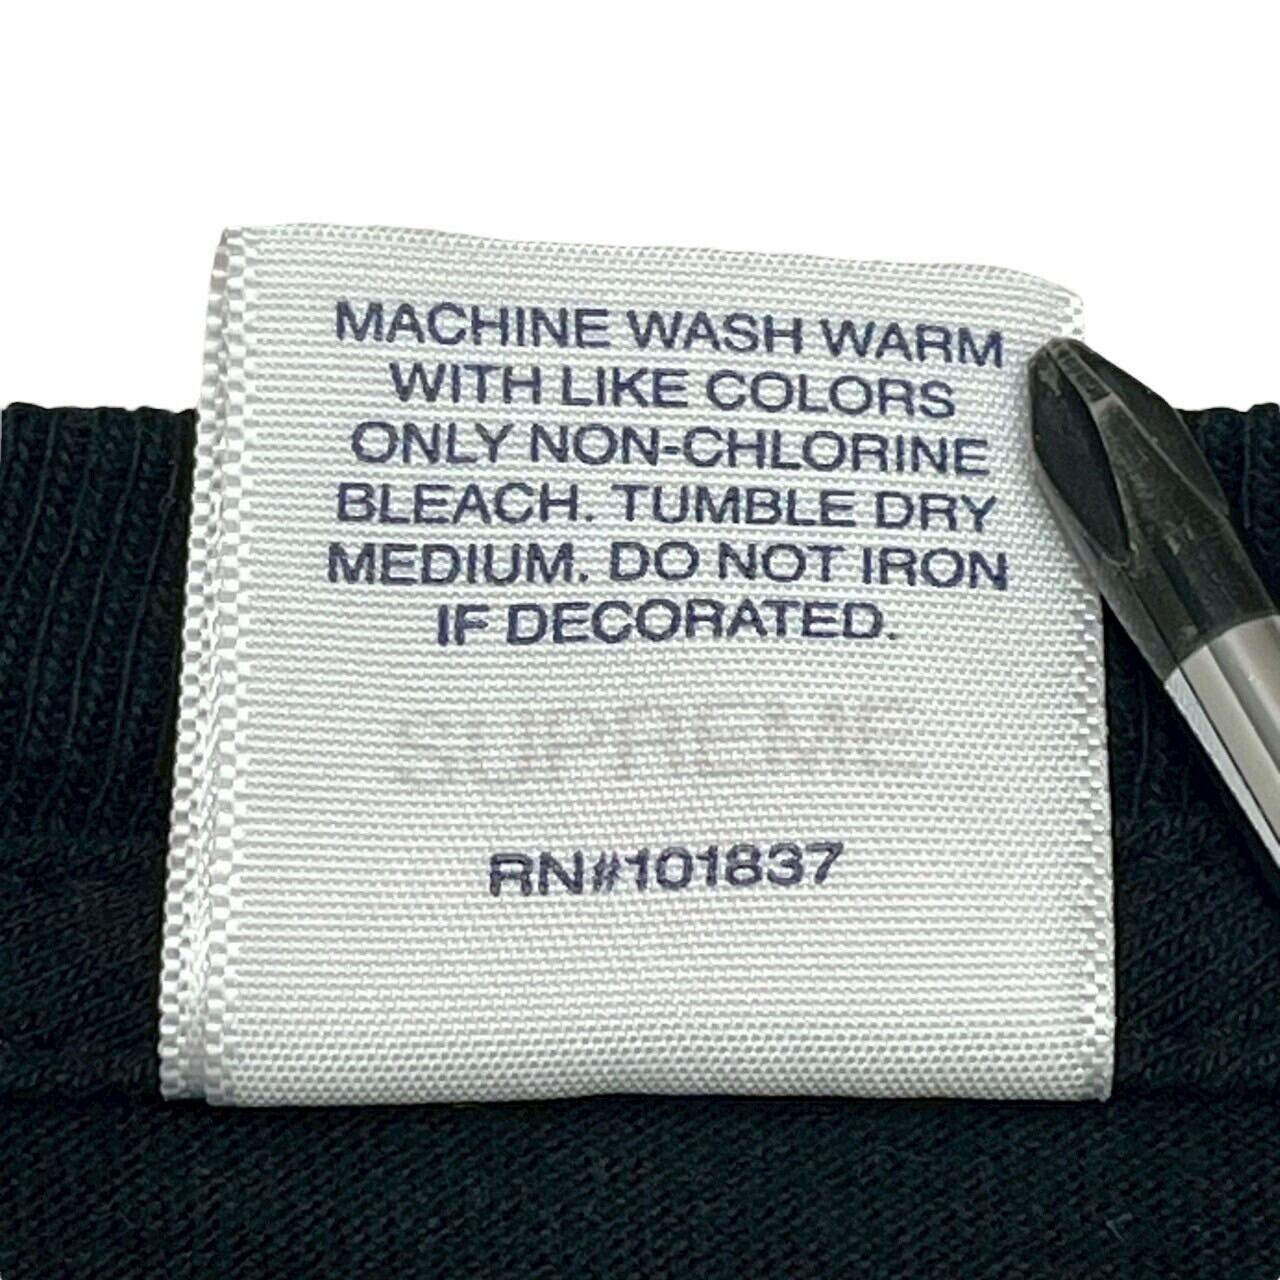 MACHINE WASH WARM
WITH LIKE COLORS
ONLY NON-CHLORINE
BLEACH. TUMBLE DRY
MEDIUM. DO NOT IRON
IF DECORATED.
SUPREME
RN#101837